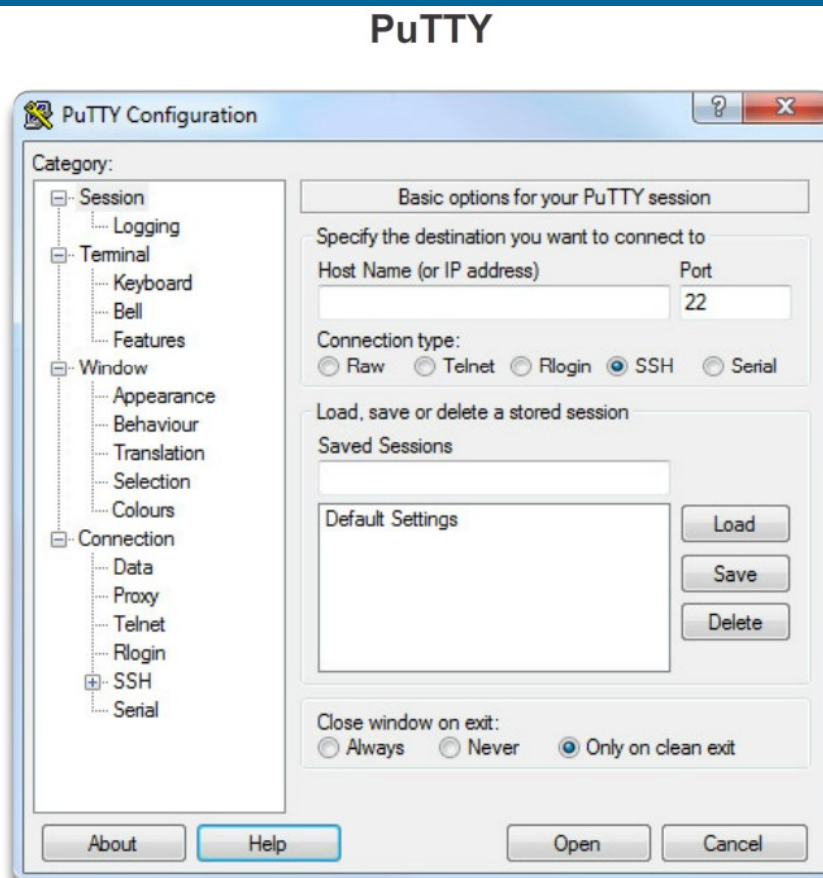 PuTTY
PuTTY Configuration
Category:
Session
Logging
Terminal
Keyboard
Bell
Features
Window
Appearance
Behaviour
Translation
Selection
Colours
Connection
Data
Proxy
Telnet
Rlogin
SSH
Serial
Basic options for your PuTTY session
Specify the destination you want to connect to
Host Name (or IP address) Port
22
Connection type:
Raw Telnet Rlogin SSH Serial
Load, save or delete a stored session
Saved Sessions
Default Settings
Load
Save
Delete
Close window on exit:
Always Never Only on clean exit
About Help Open Cancel